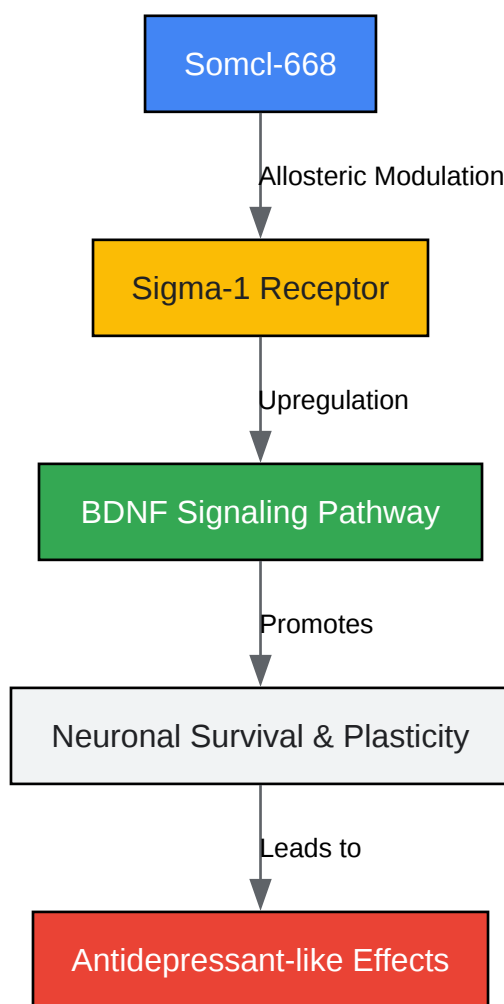 Somcl-668
Allosteric Modulation
Sigma-1 Receptor
Upregulation
BDNF Signaling Pathway
Promotes
Neuronal Survival & Plasticity
Leads to
Antidepressant-like Effects